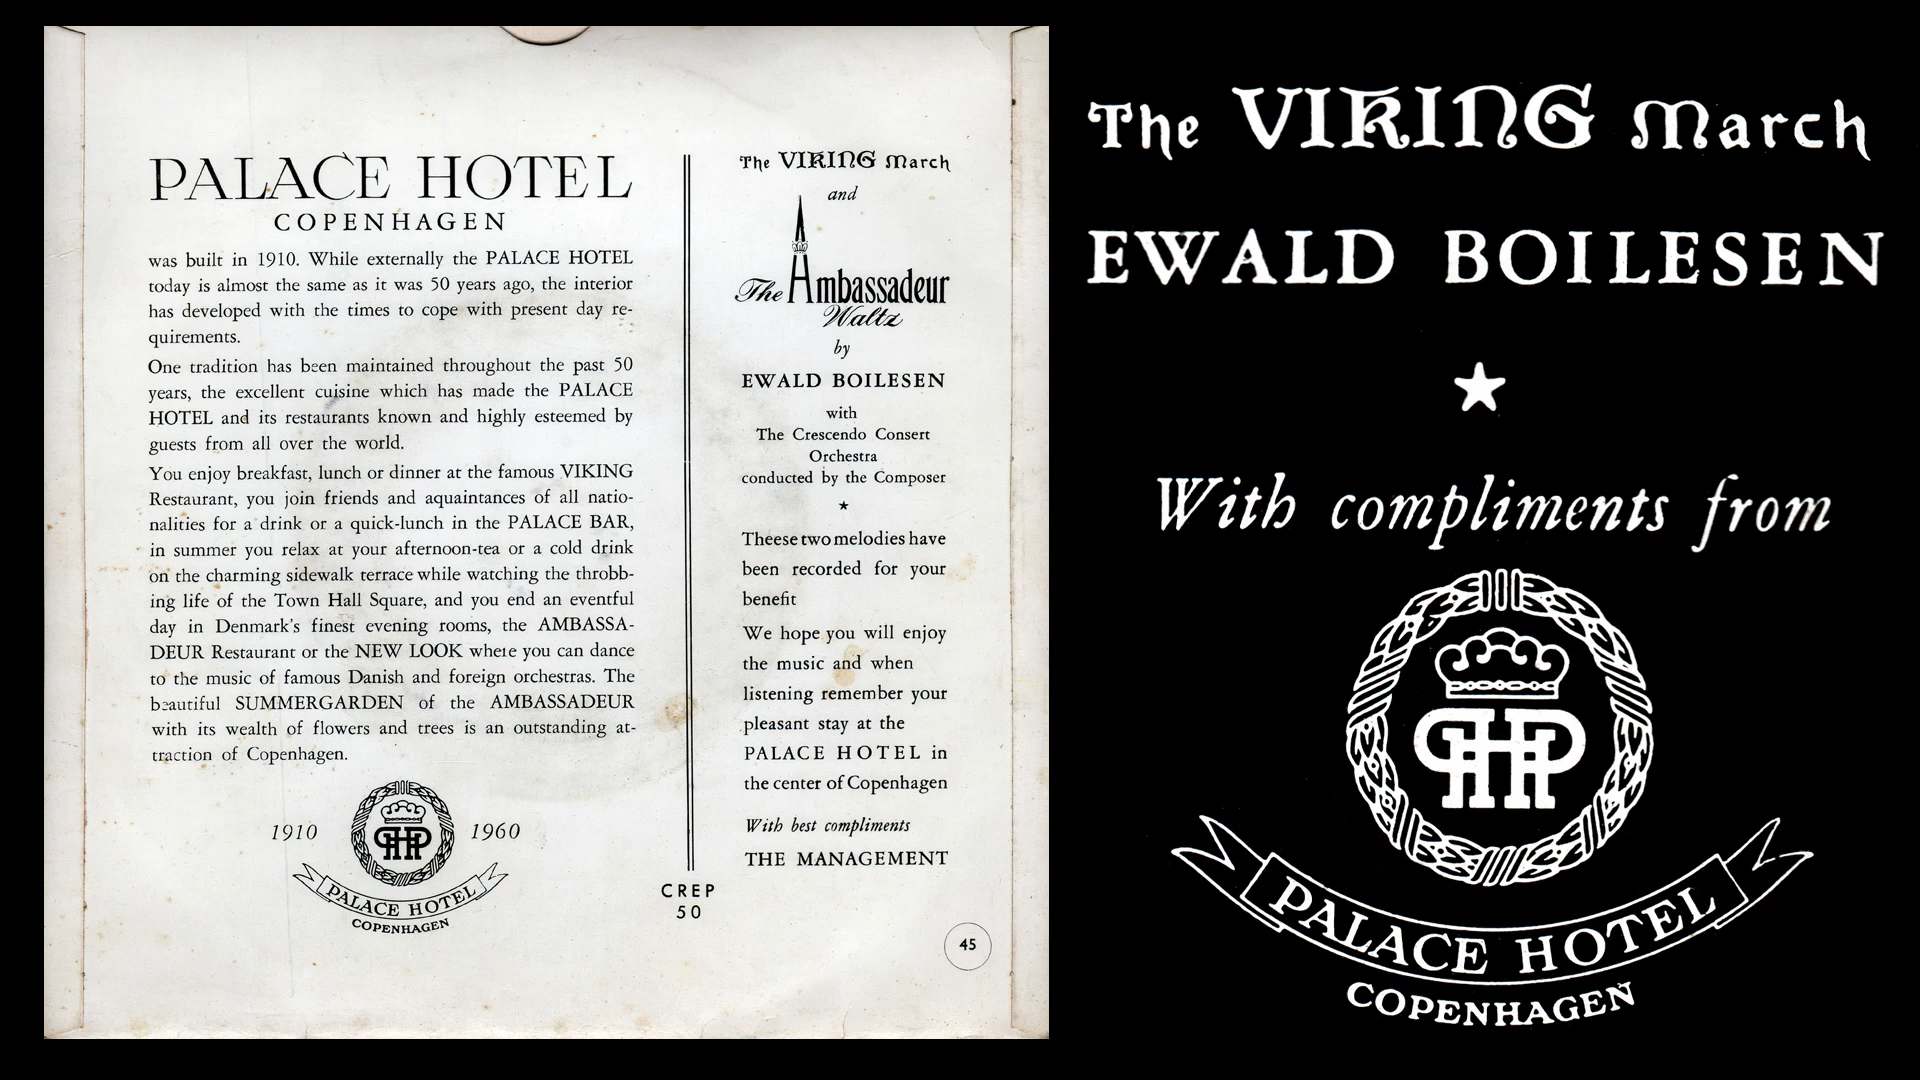 PALACE HOTEL
COPENHAGEN
was built in 1910. While externally the PALACE HOTEL
today is almost the same as it was 50 years ago, the interior
has developed with the times to cope with present day re-
quirements.
One tradition has been maintained throughout the past 50
years, the excellent cuisine which has made the PALACE
HOTEL and its restaurants known and highly esteemed by
guests from all over the world.
You enjoy breakfast, lunch or dinner at the famous VIKING
Restaurant, you join friends and aquaintances of all natio-
nalities for a drink or a quick-lunch in the PALACE BAR,
in summer you relax at your afternoon-tea or a cold drink
on the charming sidewalk terrace while watching the throbb-
ing life of the Town Hall Square, and you end an eventful
day in Denmark's finest evening rooms, the AMBASSA-
DEUR Restaurant or the NEW LOOK where you can dance
to the music of famous Danish and foreign orchestras. The
beautiful SUMMERGARDEN of the AMBASSADEUR
with its wealth of flowers and trees is an outstanding at-
traction of Copenhagen.
1910 PHP 1960
PALACE HOTEL
COPENHAGEN
CREP
50
The VIKING March
and
The Ambassadeur
Waltz
by
EWALD BOILESEN
with
The Crescendo Consert
Orchestra
conducted by the Composer
★
Theese two melodies have
been recorded for your
benefit
We hope you will enjoy
the music and when
listening remember your
pleasant stay at the
PALACE HOTEL in
the center of Copenhagen
With best compliments
THE MANAGEMENT
45
The VIKING March
EWALD BOILESEN
★
With compliments from
PHP
PALACE HOTEL
COPENHAGEN